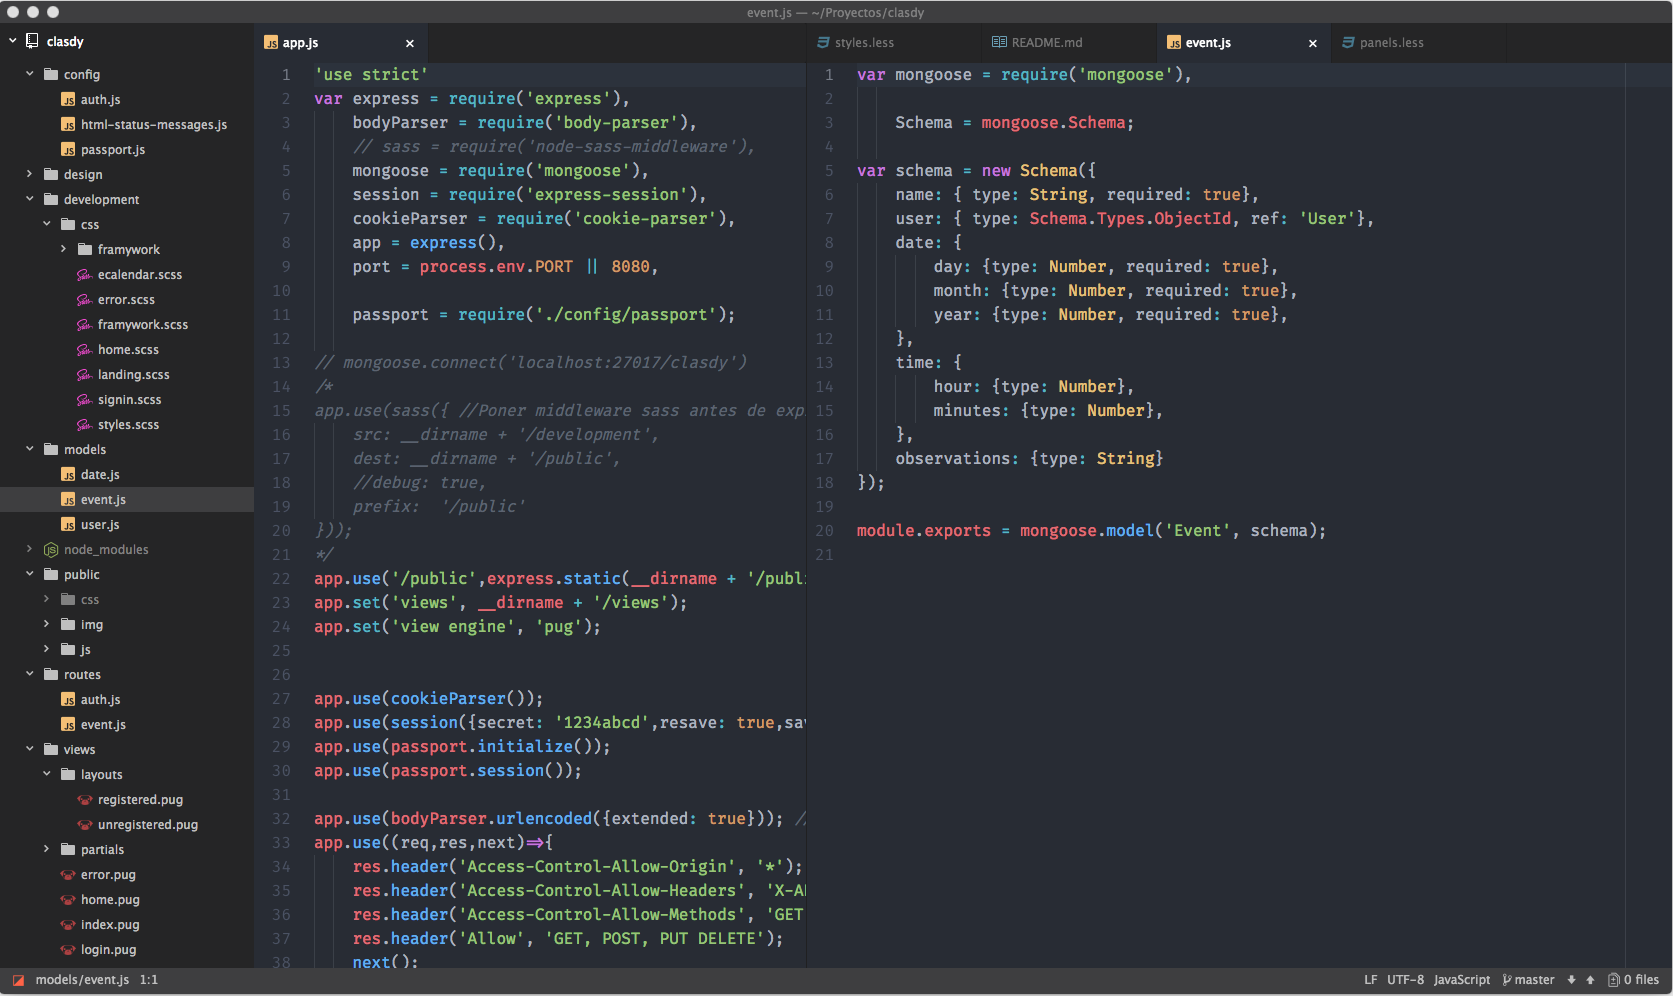 event.js — ~/Proyectos/clasdy
clasdy
config
auth.js
html-status-messages.js
passport.js
design
development
css
framywork
ecalendar.scss
error.scss
framywork.scss
home.scss
landing.scss
signin.scss
styles.scss
models
date.js
event.js
user.js
node_modules
public
css
img
js
routes
auth.js
event.js
views
layouts
registered.pug
unregistered.pug
partials
error.pug
home.pug
index.pug
login.pug
app.js
1 'use strict'
2 var express = require('express'),
3     bodyParser = require('body-parser'),
4     // sass = require('node-sass-middleware'),
5     mongoose = require('mongoose'),
6     session = require('express-session'),
7     cookieParser = require('cookie-parser'),
8     app = express(),
9     port = process.env.PORT || 8080,
10
11     passport = require('./config/passport');
12
13 // mongoose.connect('localhost:27017/clasdy')
14 /*
15 app.use(sass({ //Poner middleware sass antes de exp
16     src: __dirname + '/development',
17     dest: __dirname + '/public',
18     //debug: true,
19     prefix:  '/public'
20 }));
21 */
22 app.use('/public',express.static(__dirname + '/publ
23 app.set('views', __dirname + '/views');
24 app.set('view engine', 'pug');
25
26
27 app.use(cookieParser());
28 app.use(session({secret: '1234abcd',resave: true,sa
29 app.use(passport.initialize());
30 app.use(passport.session());
31
32 app.use(bodyParser.urlencoded({extended: true})); /
33 app.use((req,res,next)=>{
34     res.header('Access-Control-Allow-Origin', '*');
35     res.header('Access-Control-Allow-Headers', 'X-A
36     res.header('Access-Control-Allow-Methods', 'GET
37     res.header('Allow', 'GET, POST, PUT DELETE');
38     next();
styles.less README.md event.js panels.less
1 var mongoose = require('mongoose'),
2
3     Schema = mongoose.Schema;
4
5 var schema = new Schema({
6     name: { type: String, required: true},
7     user: { type: Schema.Types.ObjectId, ref: 'User'},
8     date: {
9         day: {type: Number, required: true},
10         month: {type: Number, required: true},
11         year: {type: Number, required: true},
12     },
13     time: {
14         hour: {type: Number},
15         minutes: {type: Number},
16     },
17     observations: {type: String}
18 });
19
20 module.exports = mongoose.model('Event', schema);
21
models/event.js 1:1 LF UTF-8 JavaScript master 0 files